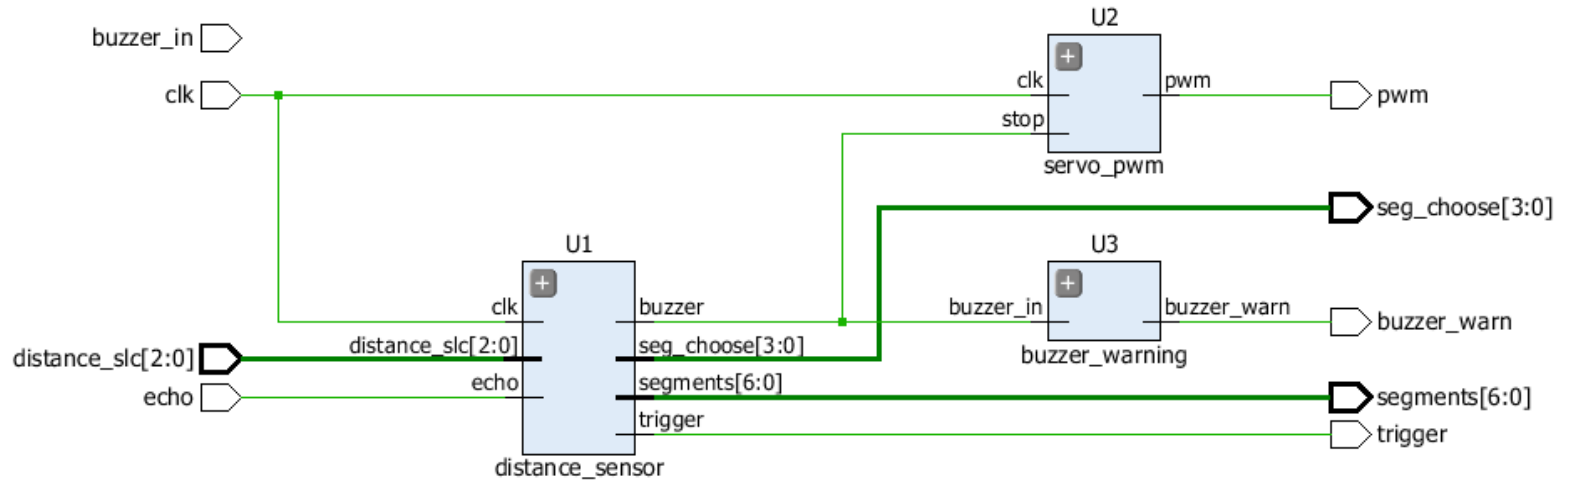 U2
buzzer_in
clk
clk
pwm
pwm
stop
servo_pwm
seg_choose[3:0]
U1
U3
clk
buzzer
buzzer_in
buzzer_warn
buzzer_warn
distance_slc[2:0]
distance_slc[2:0]
seg_choose[3:0]
buzzer_warning
echo
echo
segments[6:0]
segments[6:0]
trigger
trigger
distance_sensor